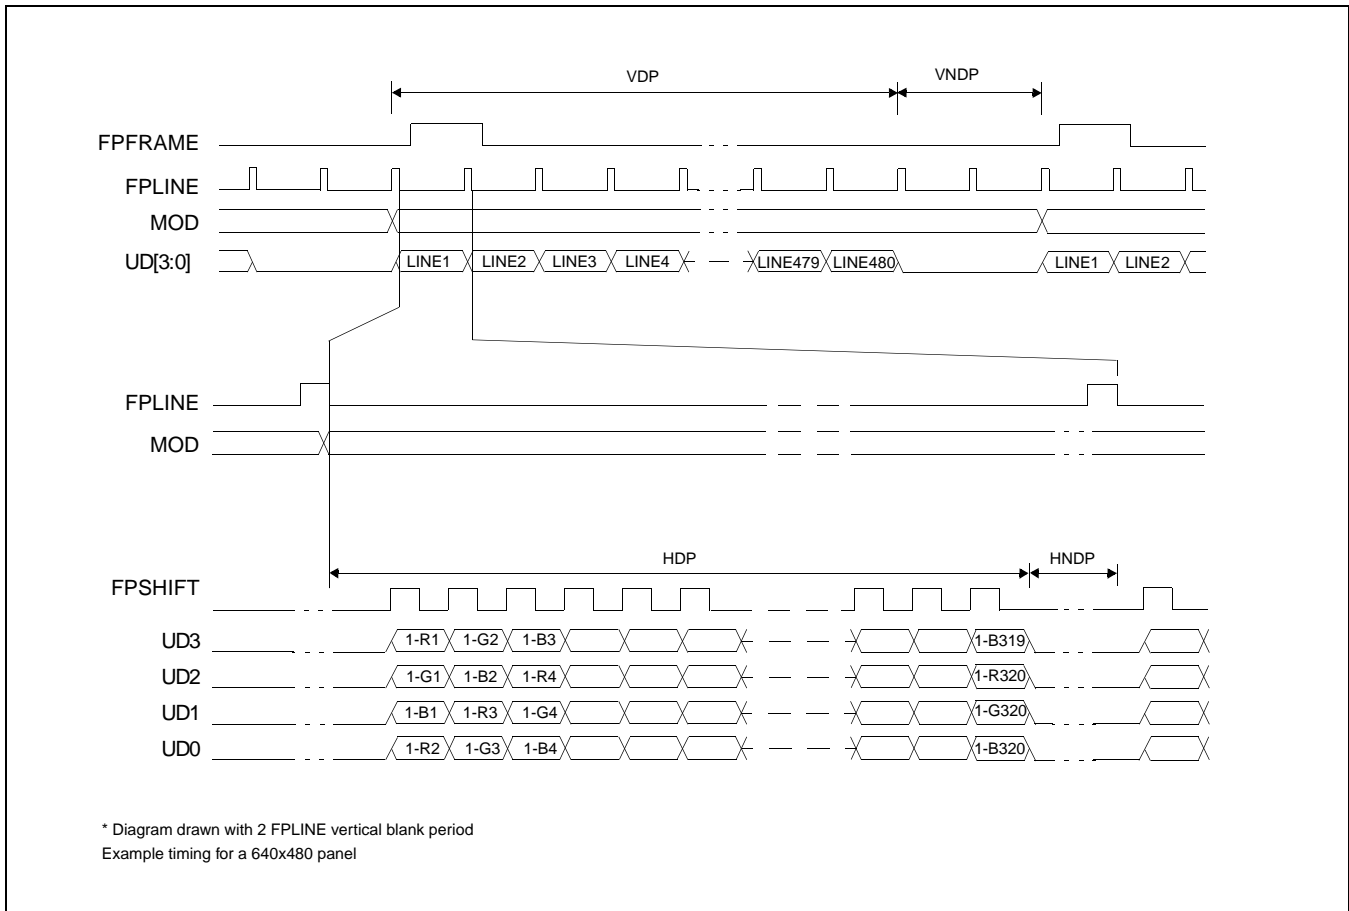 VDP VNDP
FPFRAME
FPLINE
MOD
UD[3:0] LINE1 LINE2 LINE3 LINE4 LINE479 LINE480 LINE1 LINE2
FPLINE
MOD
HDP HNDP
FPSHIFT
UD3 1-R1 1-G2 1-B3 1-B319
UD2 1-G1 1-B2 1-R4 1-R320
UD1 1-B1 1-R3 1-G4 1-G320
UD0 1-R2 1-G3 1-B4 1-B320
* Diagram drawn with 2 FPLINE vertical blank period
Example timing for a 640x480 panel